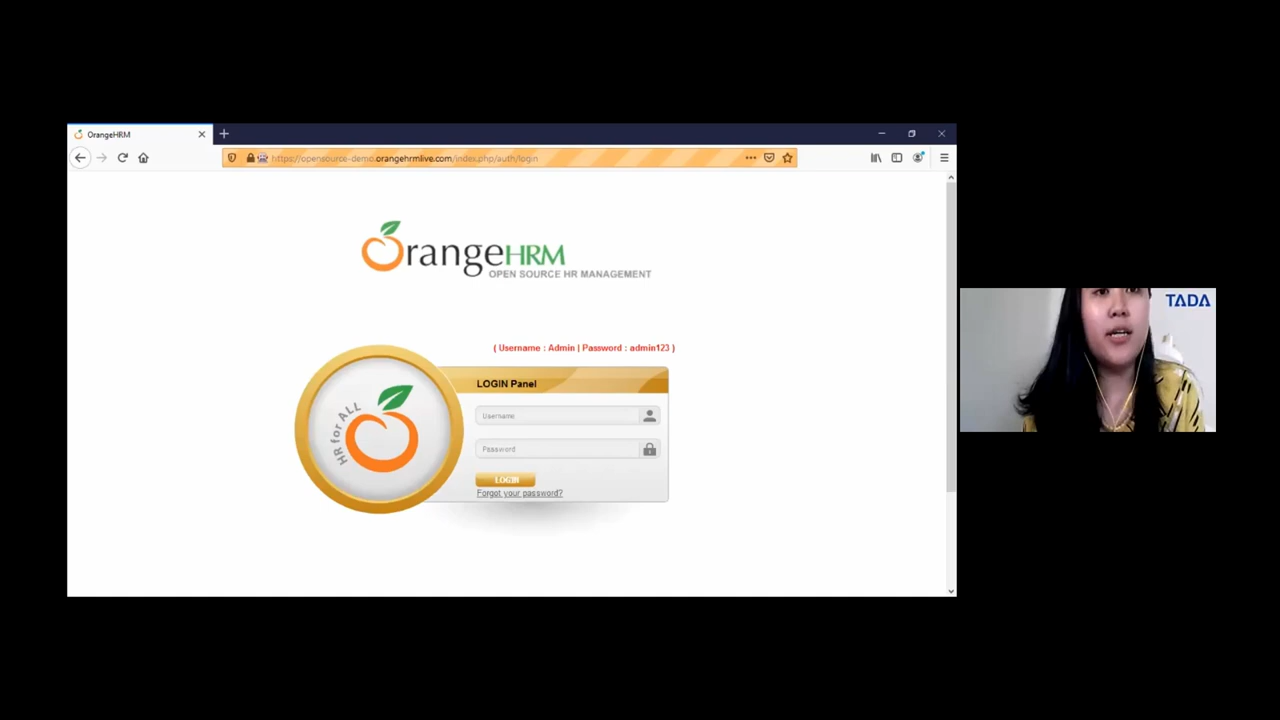 OrangeHRM
https://opensource-demo.orangehrmlive.com/index.php/auth/login
OrangeHRM
OPEN SOURCE HR MANAGEMENT
( Username : Admin | Password : admin123 )
HR for ALL
LOGIN Panel
Username
Password
LOGIN
Forgot your password?
TADA